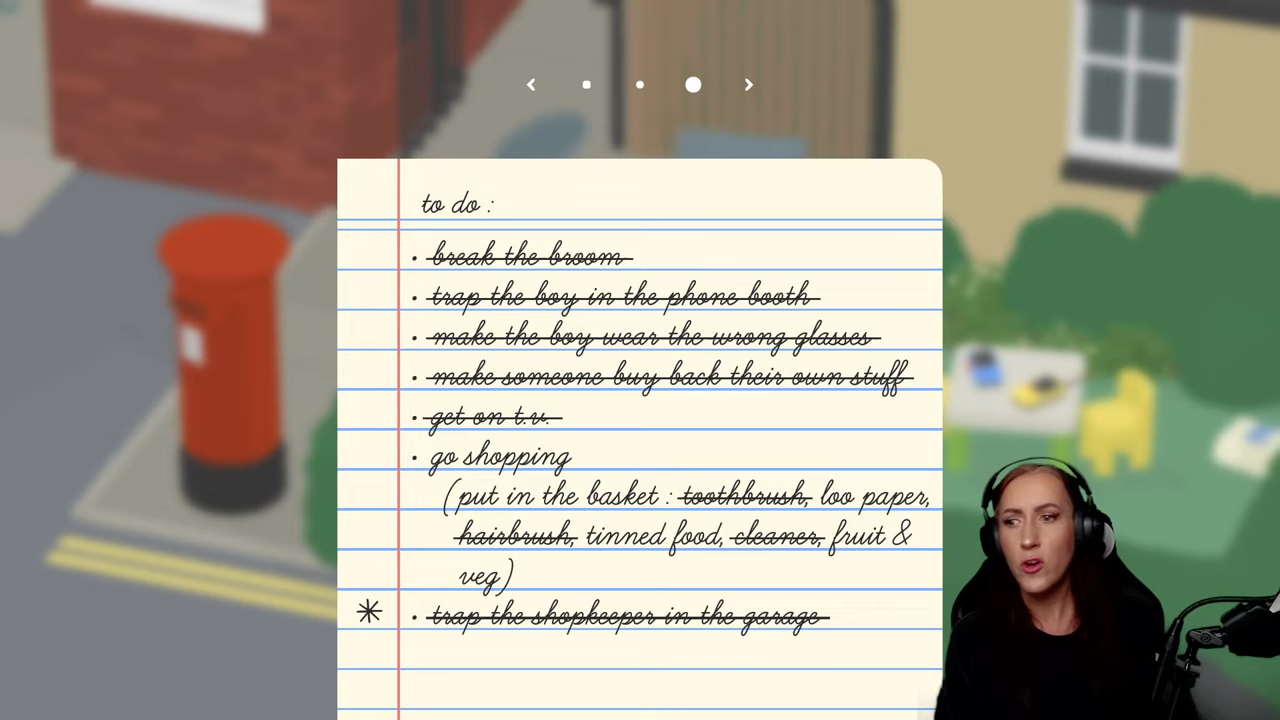 to do :
• break the broom
• trap the boy in the phone booth
• make the boy wear the wrong glasses
• make someone buy back their own stuff
• get on t.v.
• go shopping
(put in the basket : toothbrush, loo paper,
hairbrush, tinned food, cleaner, fruit &
veg)
• trap the shopkeeper in the garage